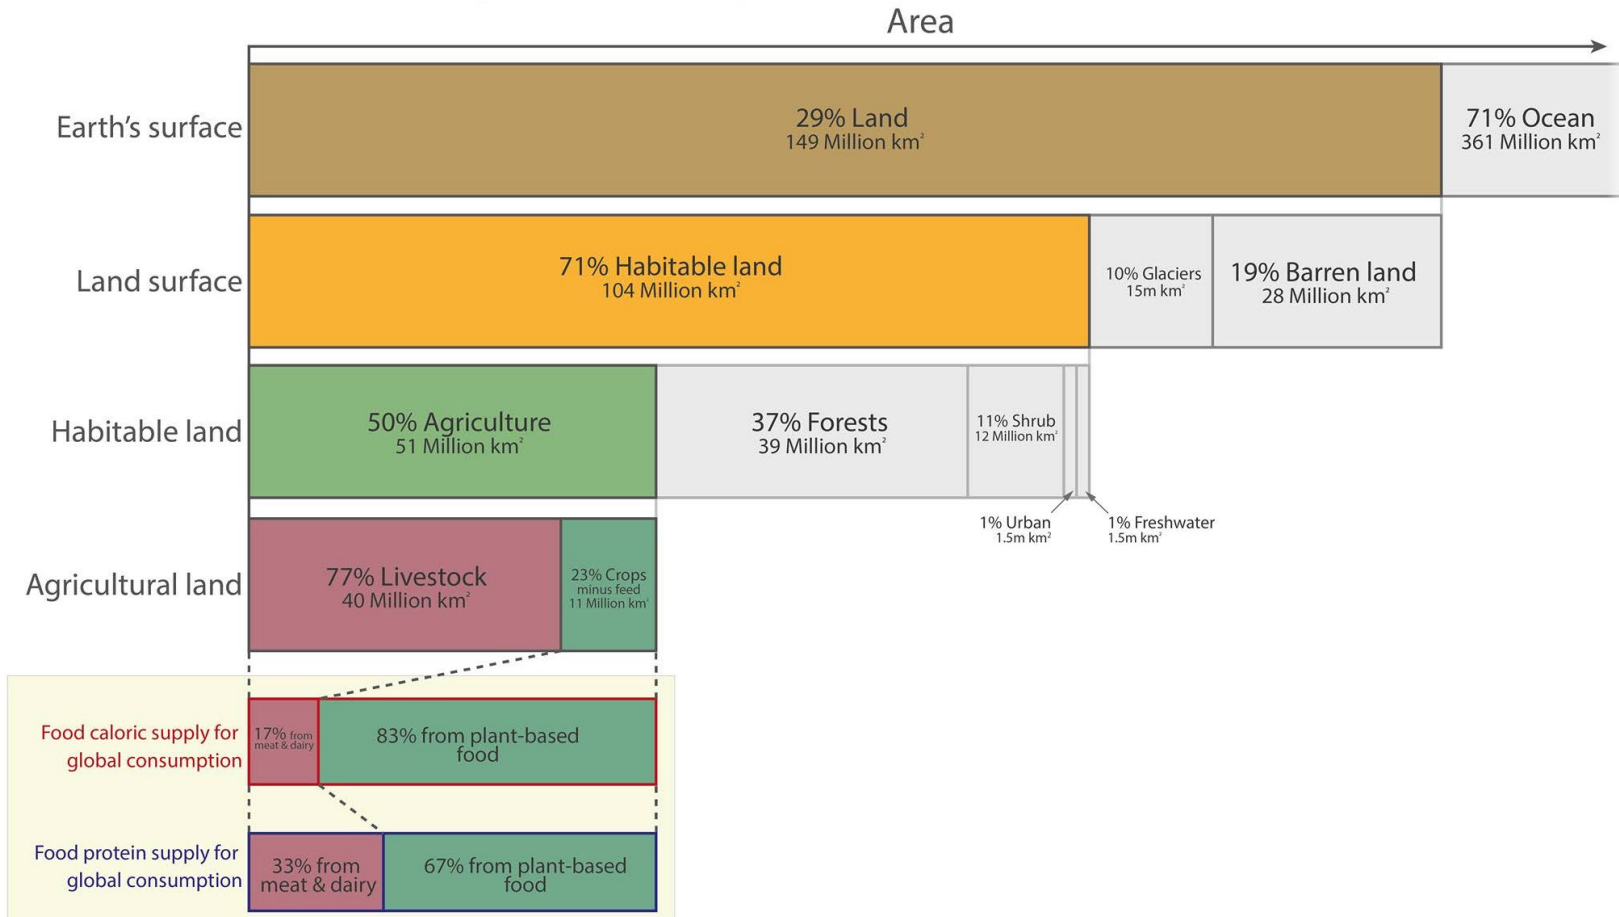 Area
Earth's surface
29% Land
149 Million km²
71% Ocean
361 Million km²
Land surface
71% Habitable land
104 Million km²
10% Glaciers
15m km²
19% Barren land
28 Million km²
Habitable land
50% Agriculture
51 Million km²
37% Forests
39 Million km²
11% Shrub
12 Million km²
1% Urban
1.5m km²
1% Freshwater
1.5m km²
Agricultural land
77% Livestock
40 Million km²
23% Crops
minus feed
11 Million km²
Food caloric supply for
global consumption
17% from
meat & dairy
83% from plant-based
food
Food protein supply for
global consumption
33% from
meat & dairy
67% from plant-based
food